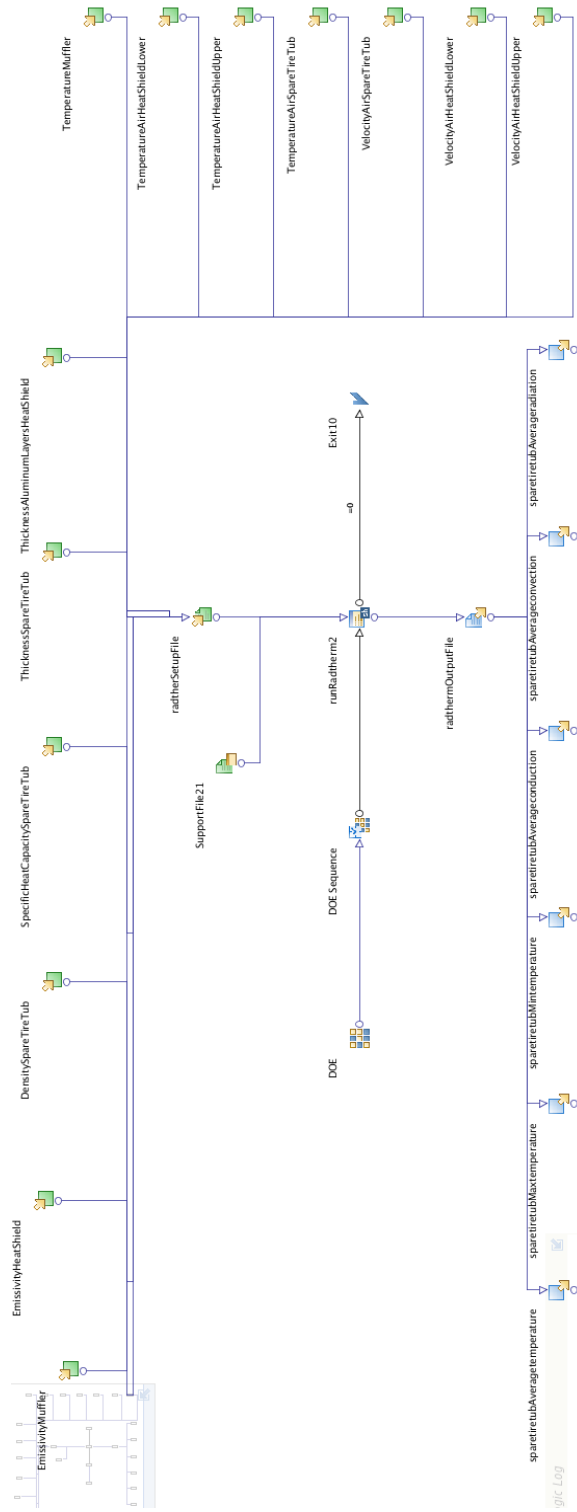 EmissivityMuffler
EmissivityHeatShield
DensitySpareTireTub
SpecificHeatCapacitySpareTireTub
ThicknessSpareTireTub
ThicknessAluminumLayersHeatShield
TemperatureMuffler
TemperatureAirHeatShieldLower
TemperatureAirHeatShieldUpper
TemperatureAirSpareTireTub
VelocityAirSpareTireTub
VelocityAirHeatShieldLower
VelocityAirHeatShieldUpper
radtherSetupFile
SupportFile21
DOE
DOE Sequence
runRadtherm2
=0
Exit10
radthermOutputFile
sparetiretubAveragetemperature
sparetiretubMaxtemperature
sparetiretubMintemperature
sparetiretubAverageconduction
sparetiretubAverageconvection
sparetiretubAverageradiation
Log